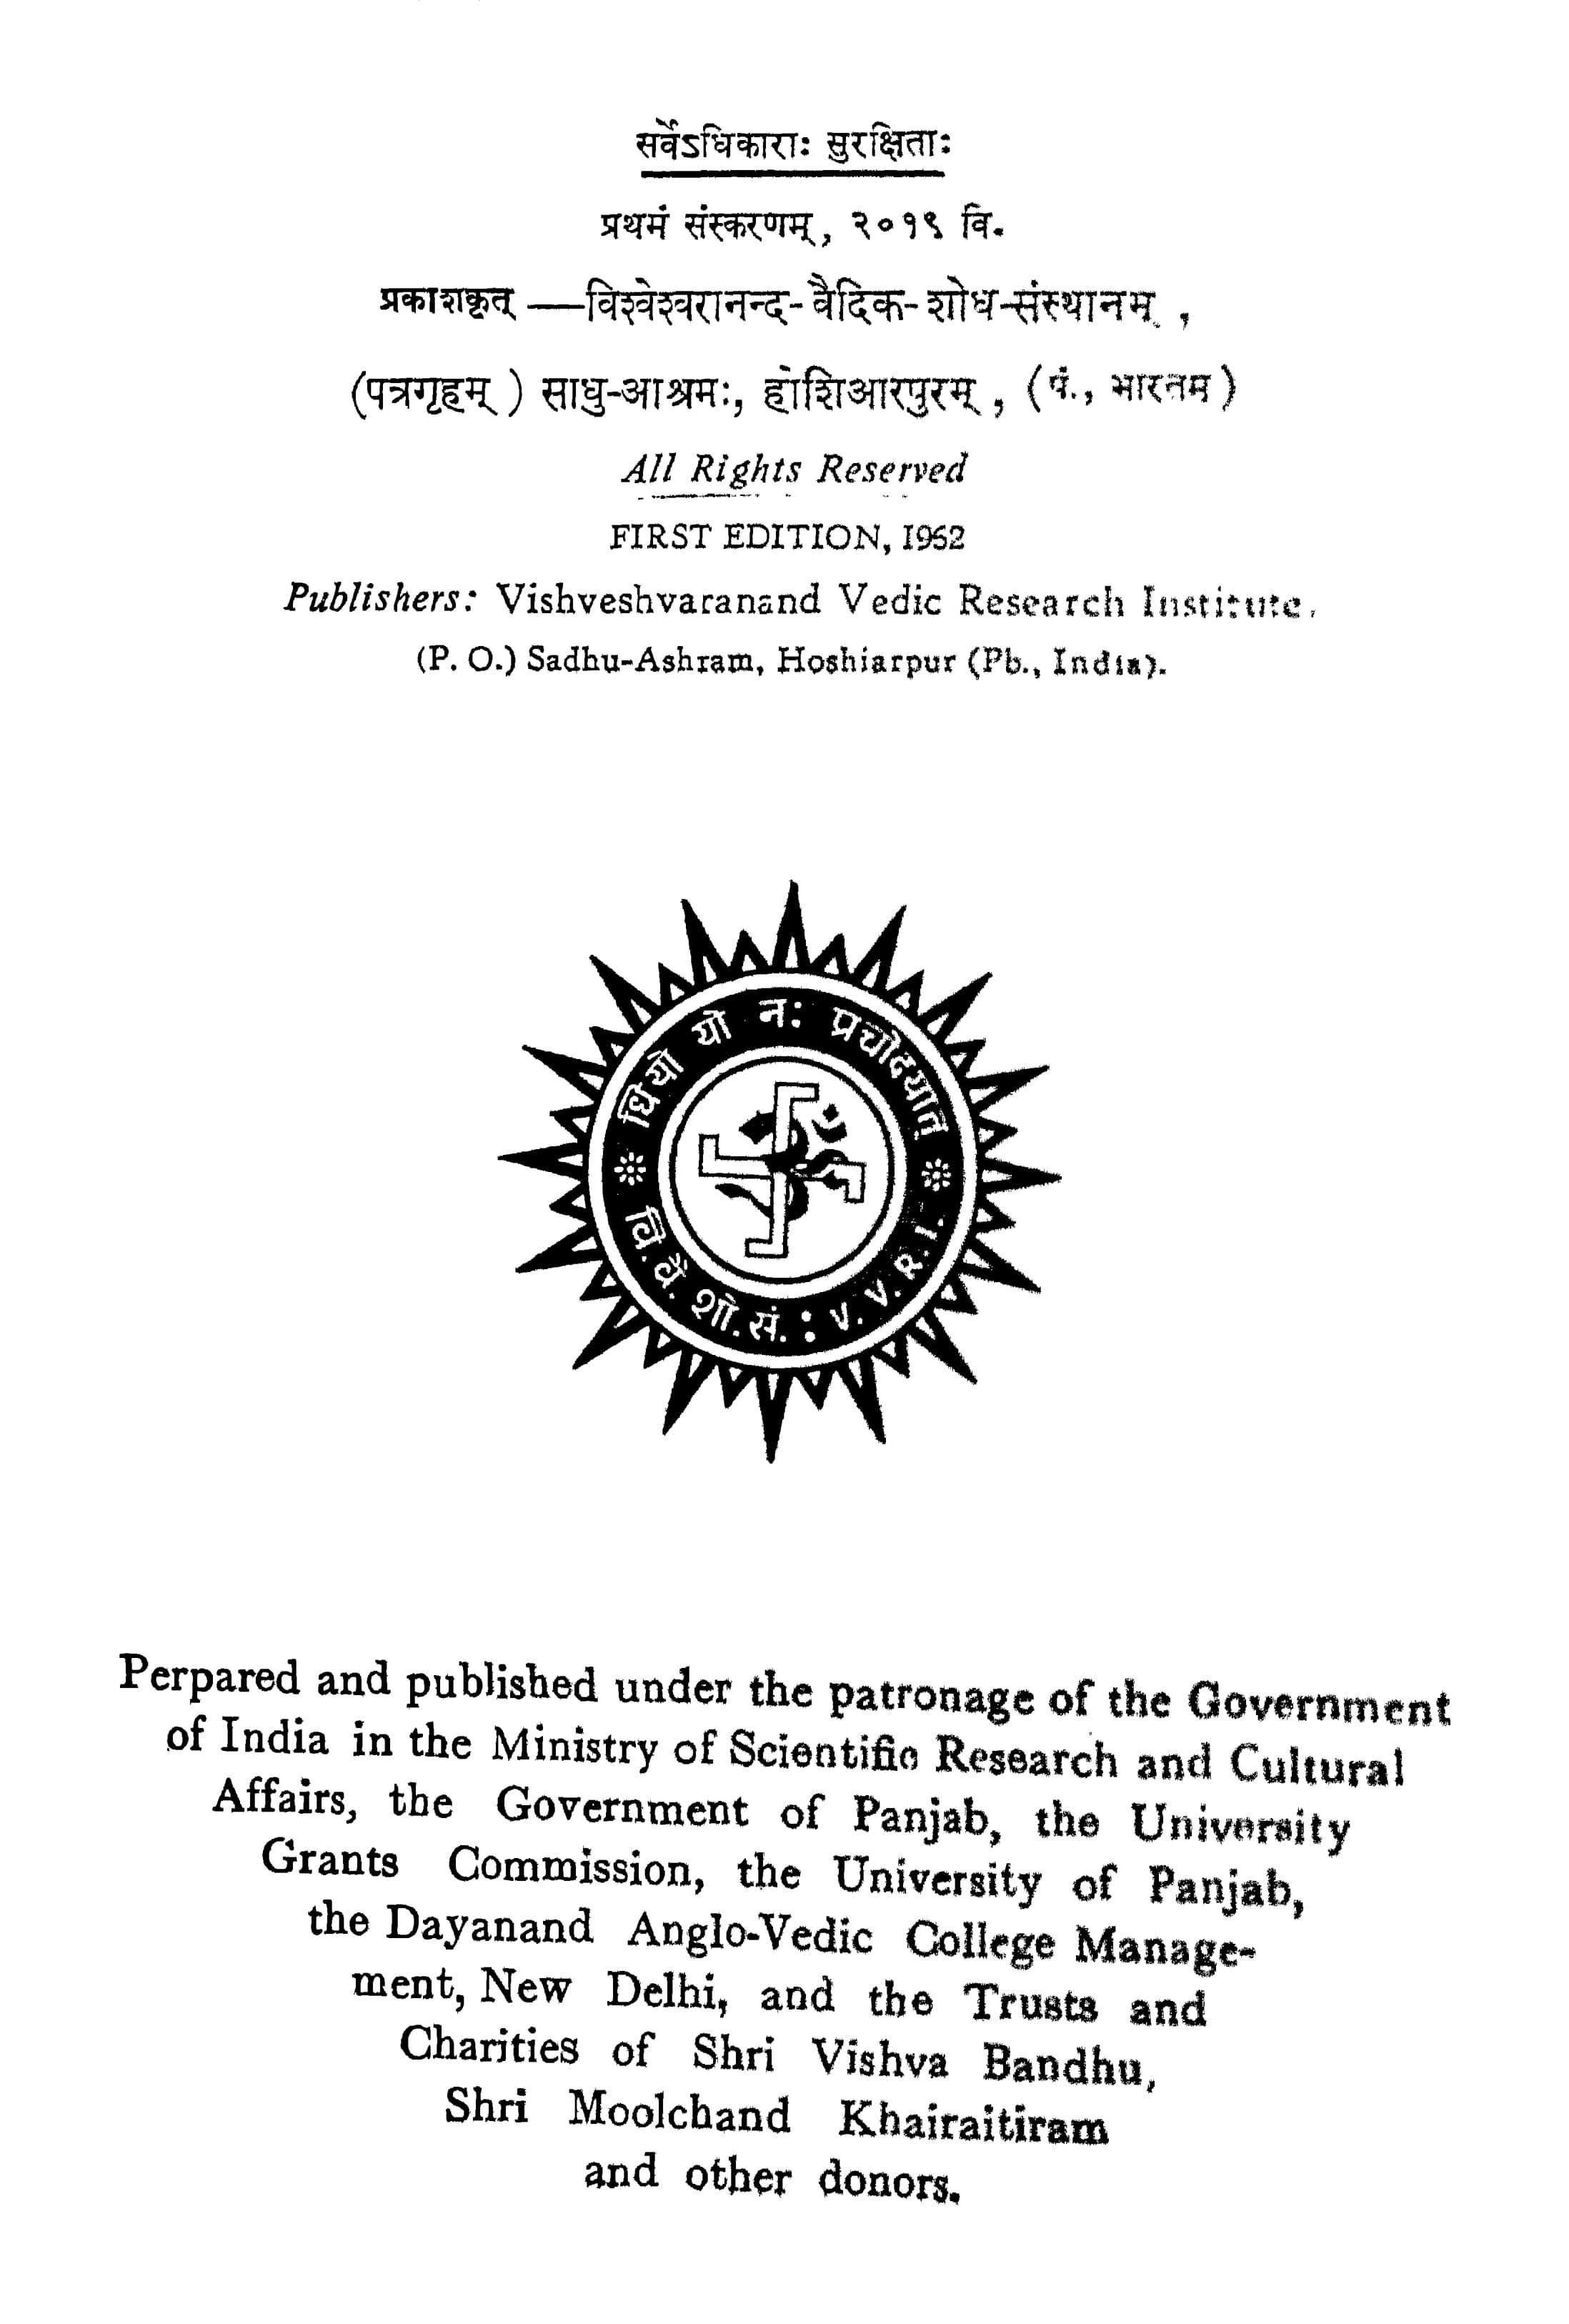 सर्वेऽधिकाराः सुरक्षिताः
प्रथमं संस्करणम्, २०१९ वि.
प्रकाशकृत् —विश्वेश्वरानन्द-वैदिक-शोध-संस्थानम् ,
(पत्रगृहम् ) साधु-आश्रमः, होशिआरपुरम् , (पं., भारतम)
All Rights Reserved
FIRST EDITION, 1962
Publishers: Vishveshvaranand Vedic Research Institute,
(P. O.) Sadhu-Ashram, Hoshiarpur (Pb., India).
धियो यो नः प्रचोदयात्
ॐ
वि. वै. शो. सं. : V. V. R. I.
Perpared and published under the patronage of the Government
of India in the Ministry of Scientific Research and Cultural
Affairs, the Government of Panjab, the University
Grants Commission, the University of Panjab,
the Dayanand Anglo-Vedic College Manage-
ment, New Delhi, and the Trusts and
Charities of Shri Vishva Bandhu,
Shri Moolchand Khairaitiram
and other donors.